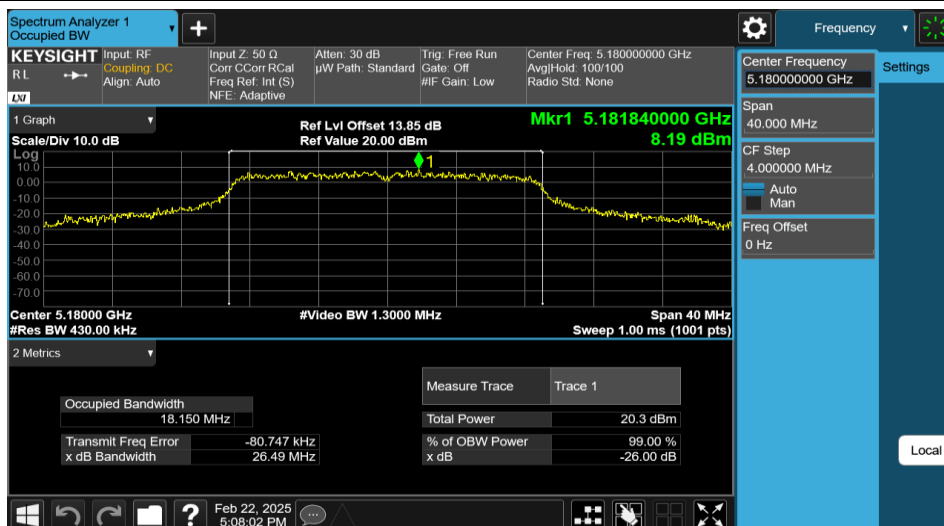 Spectrum Analyzer 1
Occupied BW
+
Frequency
KEYSIGHT
R L
LXI
Input: RF
Coupling: DC
Align: Auto
Input Z: 50 Ω
Corr CCorr RCal
Freq Ref: Int (S)
NFE: Adaptive
Atten: 30 dB
µW Path: Standard
Trig: Free Run
Gate: Off
#IF Gain: Low
Center Freq: 5.180000000 GHz
Avg|Hold: 100/100
Radio Std: None
Center Frequency
5.180000000 GHz
Settings
Span
40.000 MHz
CF Step
4.000000 MHz
Auto
Man
Freq Offset
0 Hz
Local
1 Graph
Scale/Div 10.0 dB
Ref Lvl Offset 13.85 dB
Ref Value 20.00 dBm
Mkr1 5.181840000 GHz
8.19 dBm
Log
1
10.0
0.00
-10.0
-20.0
-30.0
-40.0
-50.0
-60.0
-70.0
Center 5.18000 GHz
#Res BW 430.00 kHz
#Video BW 1.3000 MHz
Span 40 MHz
Sweep 1.00 ms (1001 pts)
2 Metrics
Measure Trace Trace 1
Occupied Bandwidth
18.150 MHz
Total Power 20.3 dBm
Transmit Freq Error -80.747 kHz
% of OBW Power 99.00 %
x dB Bandwidth 26.49 MHz
x dB -26.00 dB
?
Feb 22, 2025
5:08:02 PM